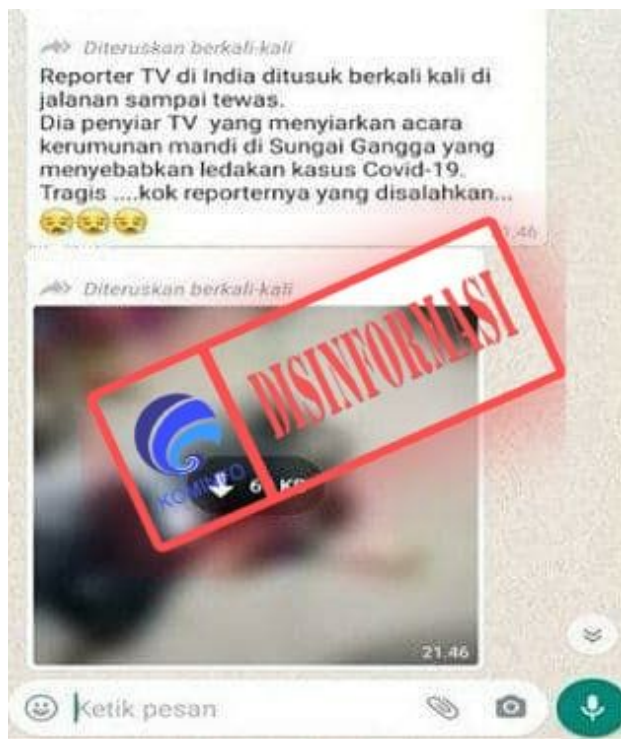 Diteruskan berkali-kali
Reporter TV di India ditusuk berkali kali di
jalanan sampai tewas.
Dia penyiar TV yang menyiarkan acara
kerumunan mandi di Sungai Gangga yang
menyebabkan ledakan kasus Covid-19.
Tragis ....kok reporternya yang disalahkan...
Diteruskan berkali-kali
DISINFORMASI
KOMINFO
21.46
Ketik pesan